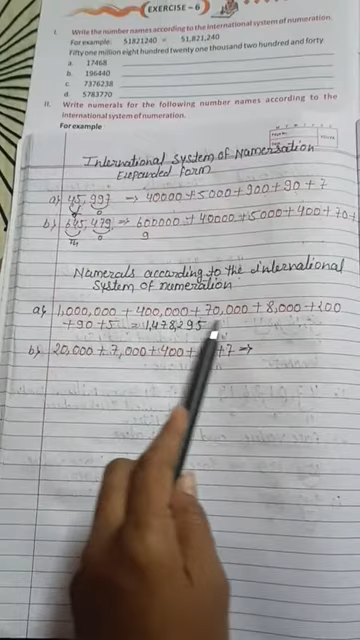 EXERCISE - 6
I. Write the number names according to the International system of numeration.
For example: 51821240 = 51,821,240
Fifty one million eight hundred twenty one thousand two hundred and forty
a. 17468
b. 196440
c. 7376238
d. 5783770
II. Write numerals for the following number names according to the
International system of numeration.
For example
International System of Numeration
Expanded form
a) 45,997 → 40000 + 5000 + 900 + 90 + 7
b) 645,479 → 600000 + 40000 + 5000 + 400 + 70 +
9
Numerals according to the International
System of numeration
a) 1,000,000 + 400,000 + 70,000 + 8,000 + 200
+ 90 + 5 = 1,478,295
b) 20,000 + 7,000 + 400 + + 7 →